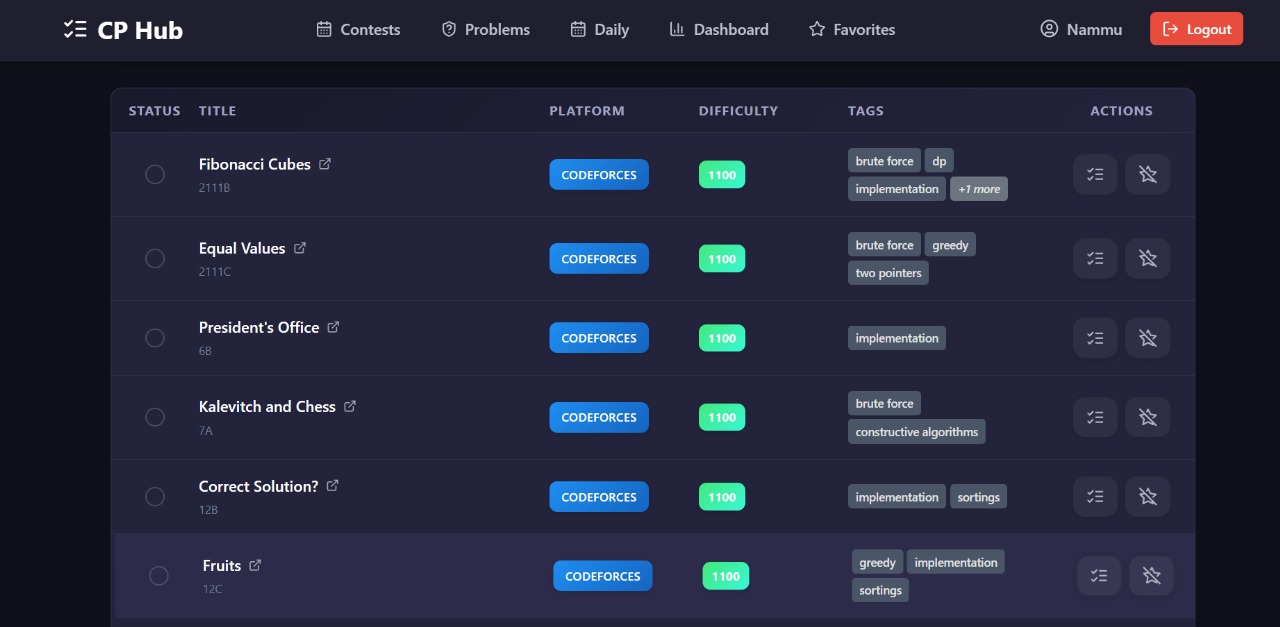 CP Hub Contests Problems Daily Dashboard Favorites Nammu Logout
STATUS TITLE PLATFORM DIFFICULTY TAGS ACTIONS
Fibonacci Cubes
2111B
CODEFORCES
1100
brute force dp
implementation +1 more
Equal Values
2111C
CODEFORCES
1100
brute force greedy
two pointers
President's Office
6B
CODEFORCES
1100
implementation
Kalevitch and Chess
7A
CODEFORCES
1100
brute force
constructive algorithms
Correct Solution?
12B
CODEFORCES
1100
implementation sortings
Fruits
12C
CODEFORCES
1100
greedy implementation
sortings